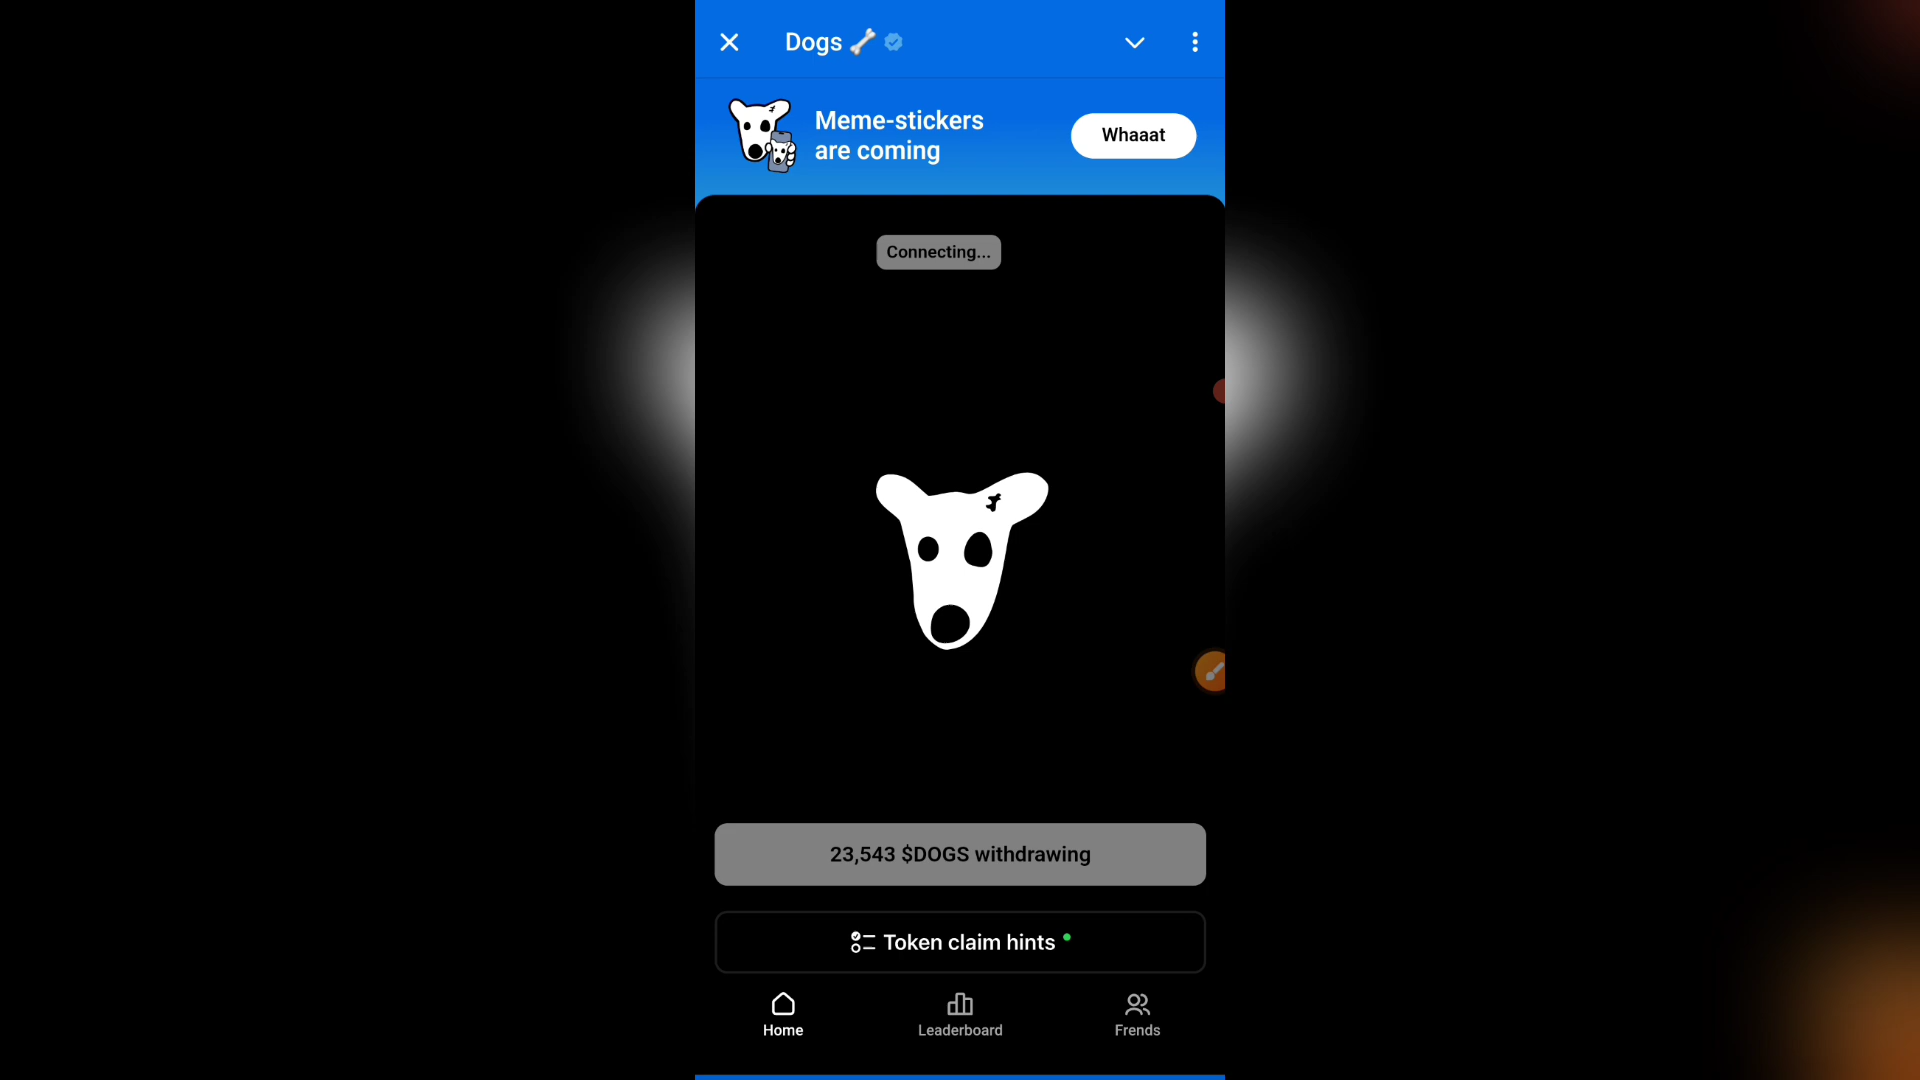 Dogs 🦴
Meme-stickers
are coming
Whaaat
Connecting...
23,543 $DOGS withdrawing
Token claim hints
Home
Leaderboard
Frends